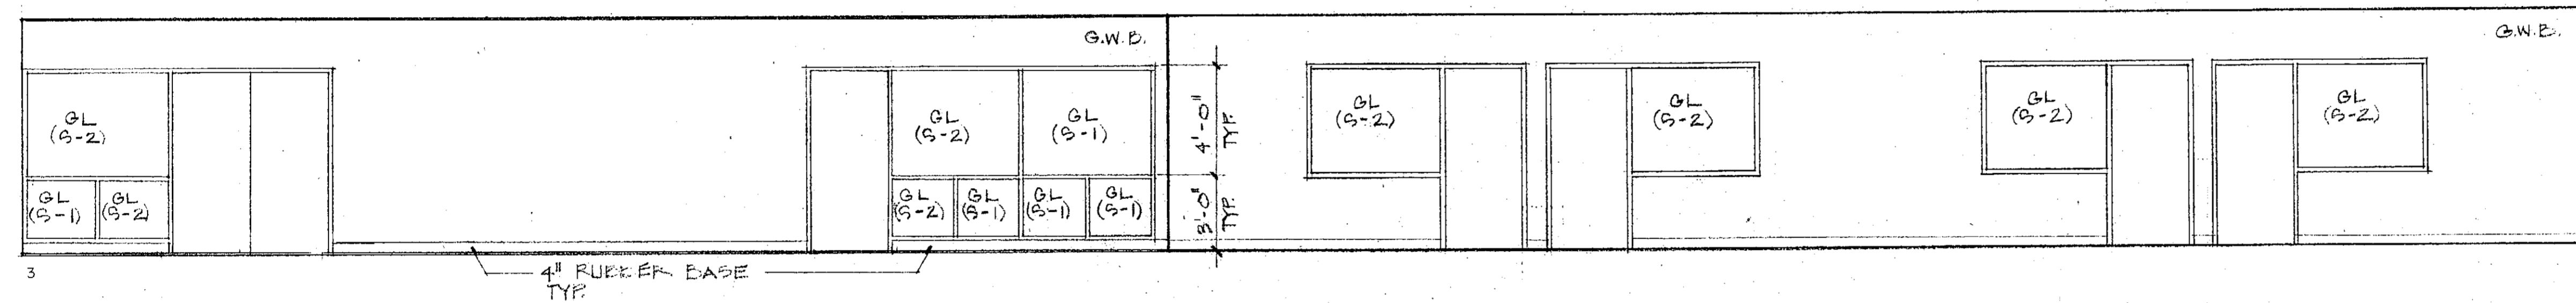 G.W.B.
G.W.B.
GL
(S-2)
GL
(S-1)
GL
(S-2)
GL
(S-2)
GL
(S-1)
GL
(S-2)
GL
(S-1)
GL
(S-1)
GL
(S-1)
4'-0"
TYP.
3'-0"
TYP.
GL
(S-2)
GL
(S-2)
GL
(S-2)
GL
(S-2)
3
4" RUBBER BASE
TYP.